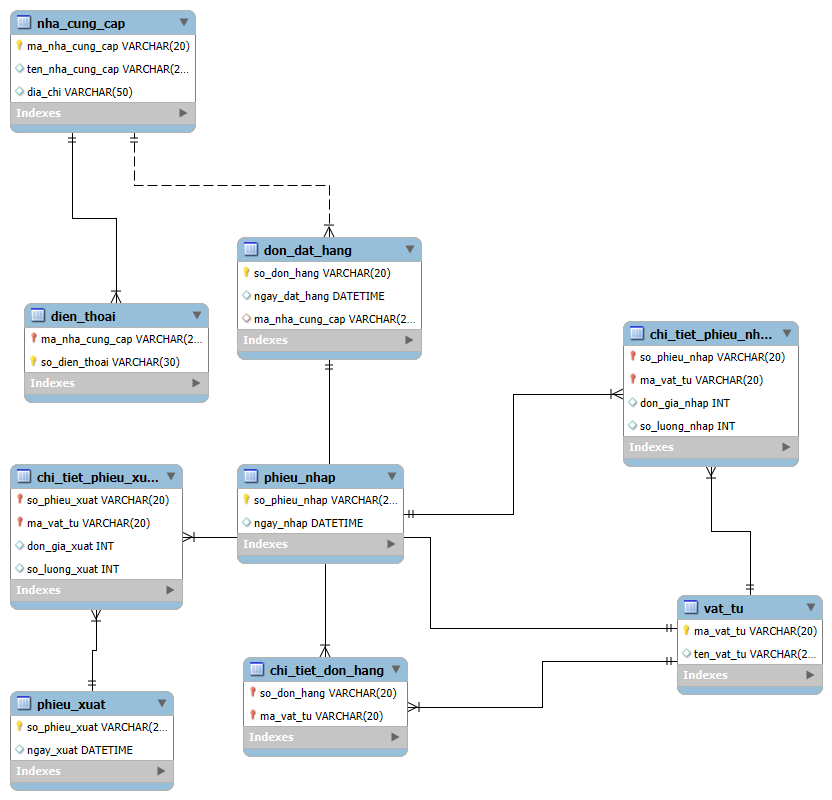 nha_cung_cap
ma_nha_cung_cap VARCHAR(20)
ten_nha_cung_cap VARCHAR(2...
dia_chi VARCHAR(50)
Indexes
don_dat_hang
so_don_hang VARCHAR(20)
ngay_dat_hang DATETIME
ma_nha_cung_cap VARCHAR(2...
Indexes
dien_thoai
ma_nha_cung_cap VARCHAR(2...
so_dien_thoai VARCHAR(30)
Indexes
chi_tiet_phieu_nh...
so_phieu_nhap VARCHAR(20)
ma_vat_tu VARCHAR(20)
don_gia_nhap INT
so_luong_nhap INT
Indexes
chi_tiet_phieu_xu...
so_phieu_xuat VARCHAR(20)
ma_vat_tu VARCHAR(20)
don_gia_xuat INT
so_luong_xuat INT
Indexes
phieu_nhap
so_phieu_nhap VARCHAR(2...
ngay_nhap DATETIME
Indexes
vat_tu
ma_vat_tu VARCHAR(20)
ten_vat_tu VARCHAR(2...
Indexes
chi_tiet_don_hang
so_don_hang VARCHAR(20)
ma_vat_tu VARCHAR(20)
Indexes
phieu_xuat
so_phieu_xuat VARCHAR(2...
ngay_xuat DATETIME
Indexes